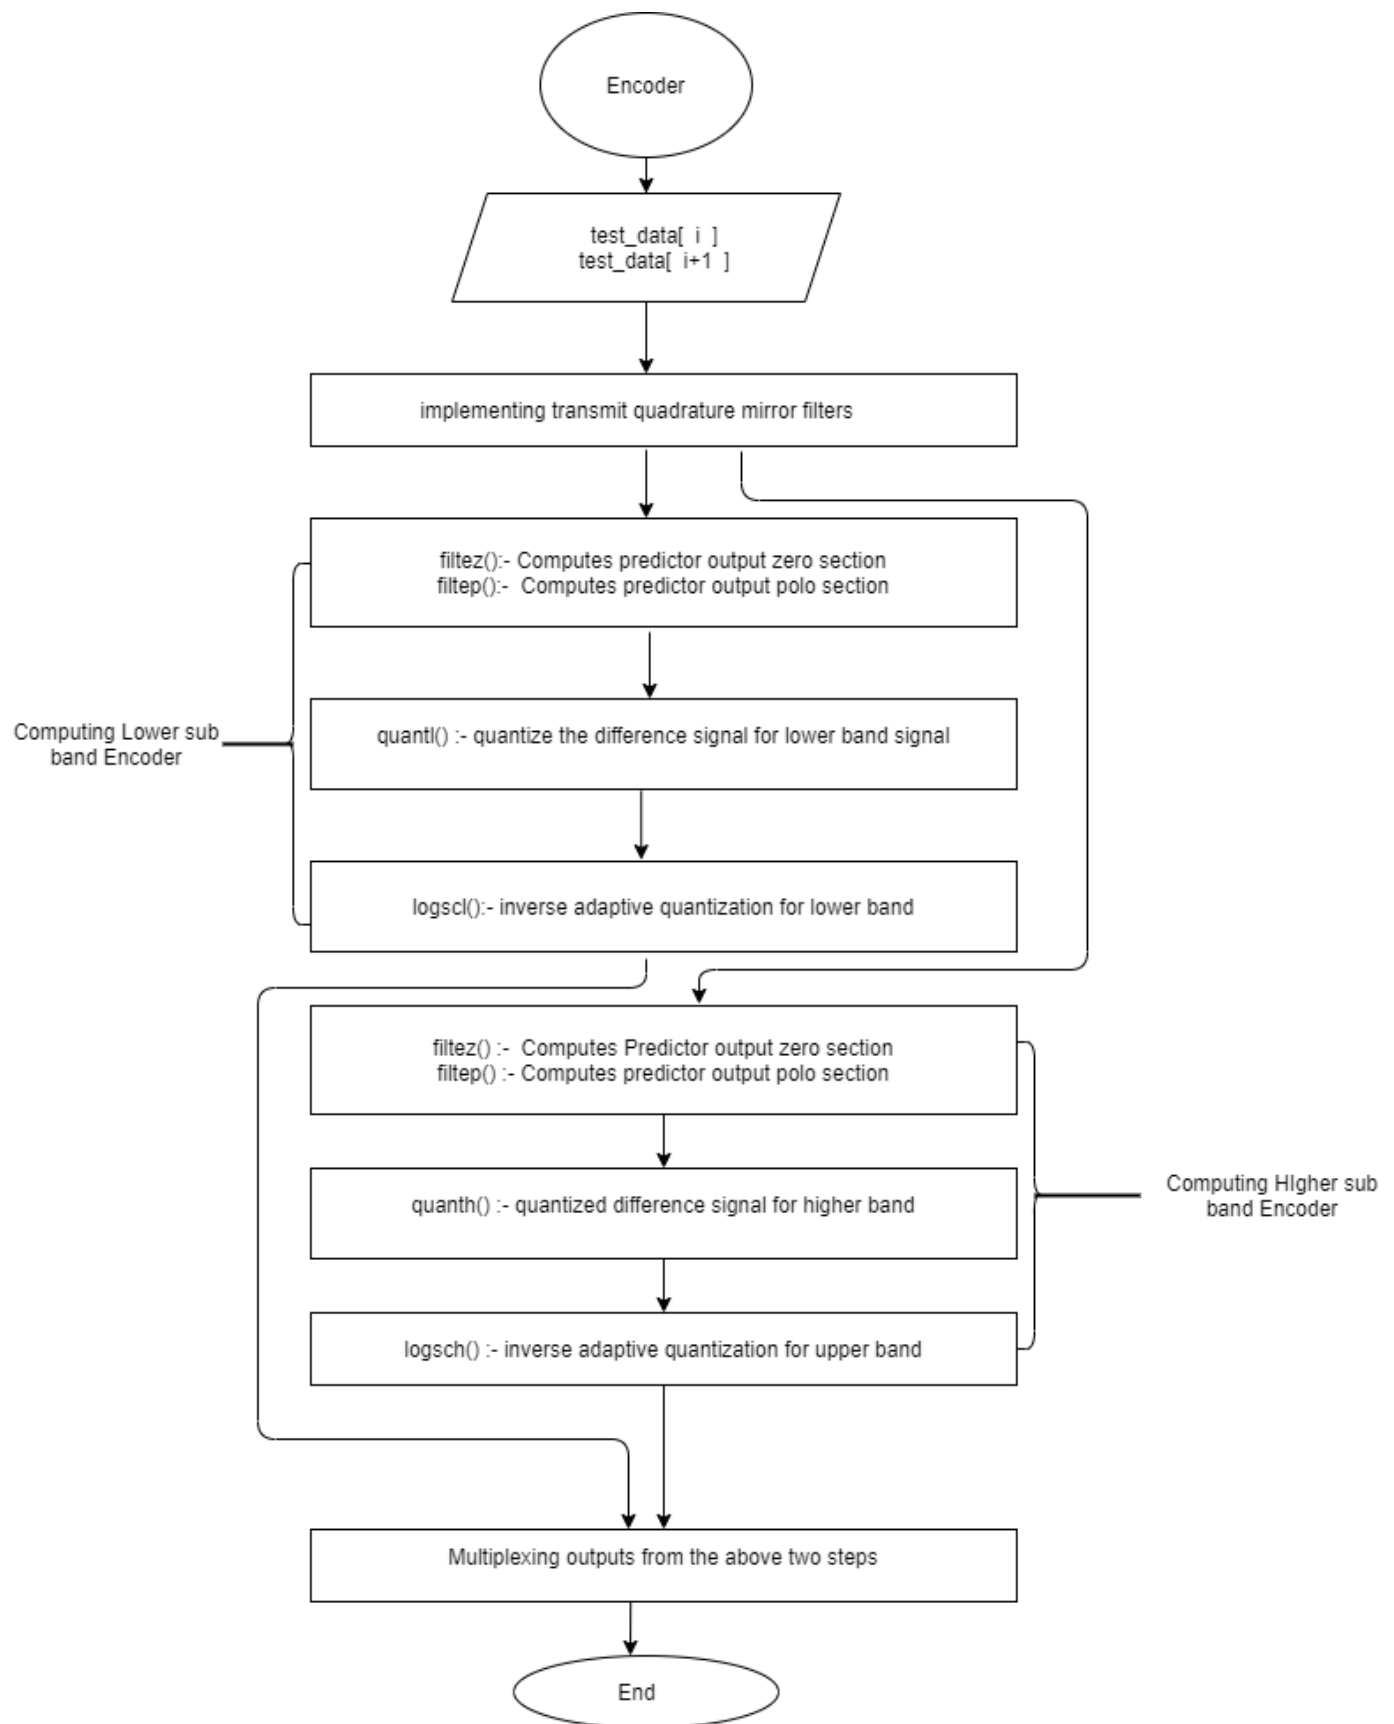 Encoder
test_data[ i ]
test_data[ i+1 ]
implementing transmit quadrature mirror filters
filtez():- Computes predictor output zero section
filtep():- Computes predictor output polo section
Computing Lower sub
band Encoder
quantl() :- quantize the difference signal for lower band signal
logscl():- inverse adaptive quantization for lower band
filtez() :- Computes Predictor output zero section
filtep() :- Computes predictor output polo section
quanth() :- quantized difference signal for higher band
Computing HIgher sub
band Encoder
logsch() :- inverse adaptive quantization for upper band
Multiplexing outputs from the above two steps
End